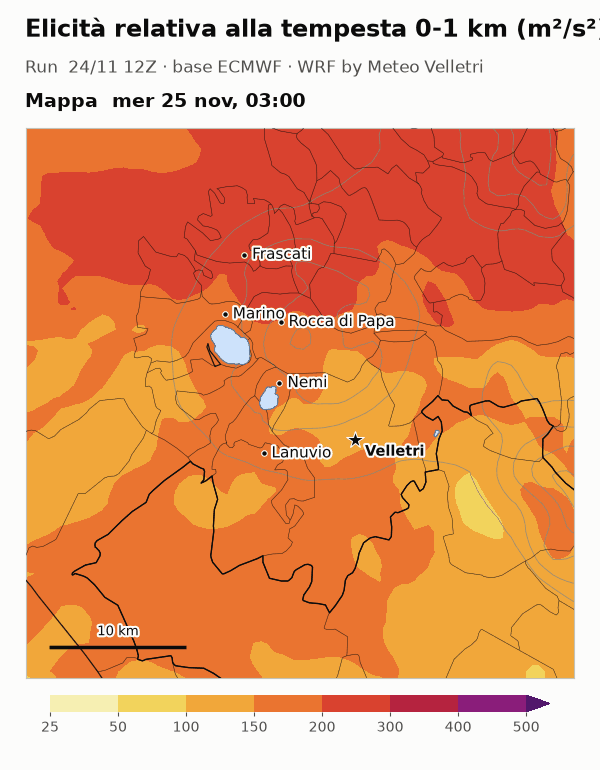 Elicità relativa alla tempesta 0-1 km (m²/s²)
Run  24/11 12Z · base ECMWF · WRF by Meteo Velletri
Mappa  mer 25 nov, 03:00
Frascati
Marino
Rocca di Papa
Nemi
Velletri
Lanuvio
10 km
25 50 100 150 200 300 400 500